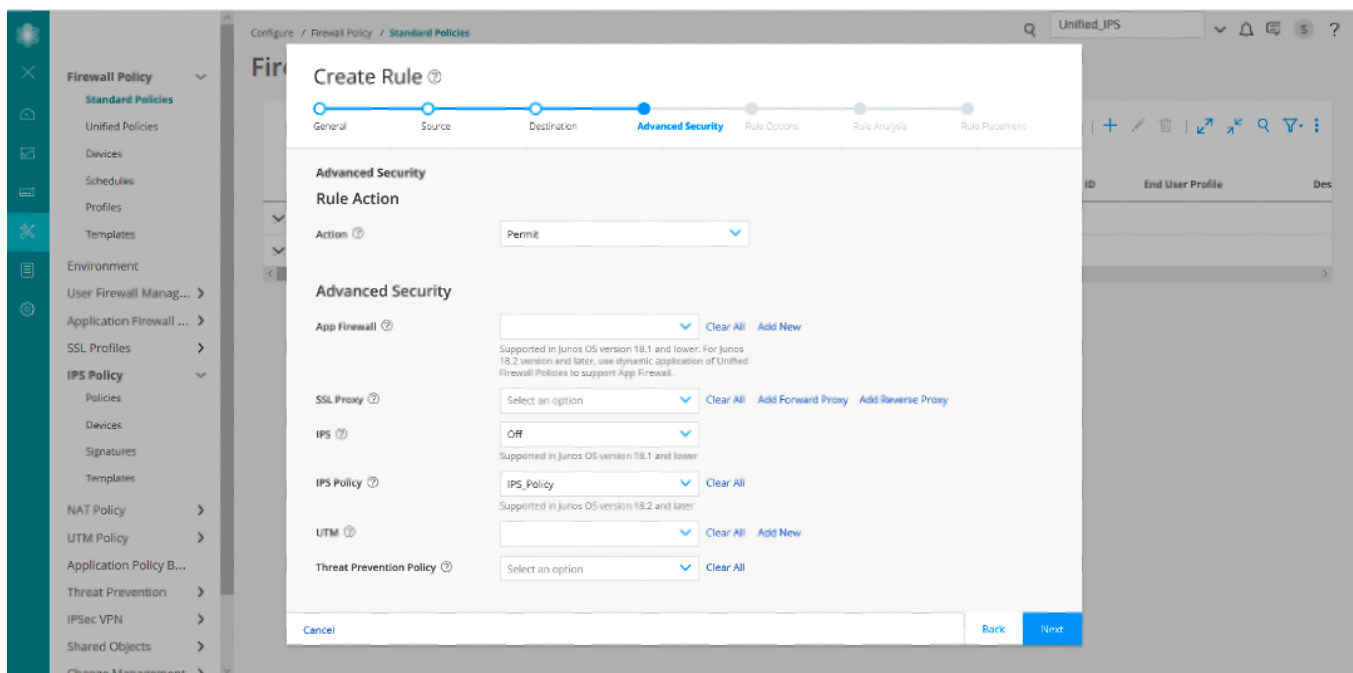 Configure / Firewall Policy / Standard Policies
Unified_IPS
S
?
Fire
Firewall Policy
Standard Policies
Unified Policies
Devices
Schedules
Profiles
Templates
Environment
User Firewall Manag...
Application Firewall ...
SSL Profiles
IPS Policy
Policies
Devices
Signatures
Templates
NAT Policy
UTM Policy
Application Policy B...
Threat Prevention
IPSec VPN
Shared Objects
Change Management
Create Rule ?
General
Source
Destination
Advanced Security
Rule Options
Rule Analysis
Rule Placement
ID
End User Profile
Des
Advanced Security
Rule Action
Action ?
Permit
Advanced Security
App Firewall ?
Clear All Add New
Supported in Junos OS version 18.1 and lower. For Junos
18.2 version and later, use dynamic application of Unified
Firewall Policies to support App Firewall.
SSL Proxy ?
Select an option
Clear All Add Forward Proxy Add Reverse Proxy
IPS ?
Off
Supported in Junos OS version 18.1 and lower
IPS Policy ?
IPS_Policy
Clear All
Supported in Junos OS version 18.2 and later
UTM ?
Clear All Add New
Threat Prevention Policy ?
Select an option
Clear All
Cancel
Back
Next